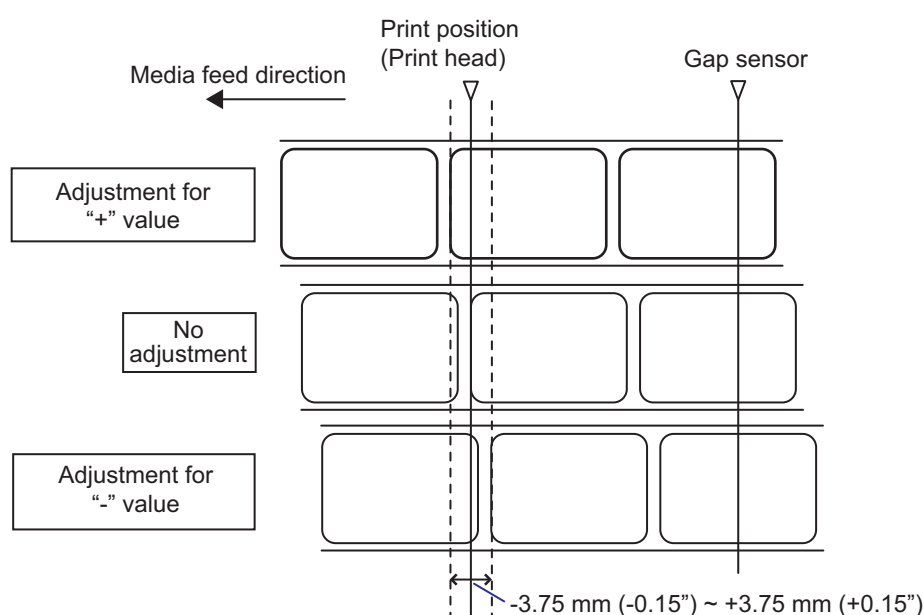 Print position
(Print head)
Gap sensor
Media feed direction
Adjustment for
“+” value
No
adjustment
Adjustment for
“-” value
-3.75 mm (-0.15”) ~ +3.75 mm (+0.15”)